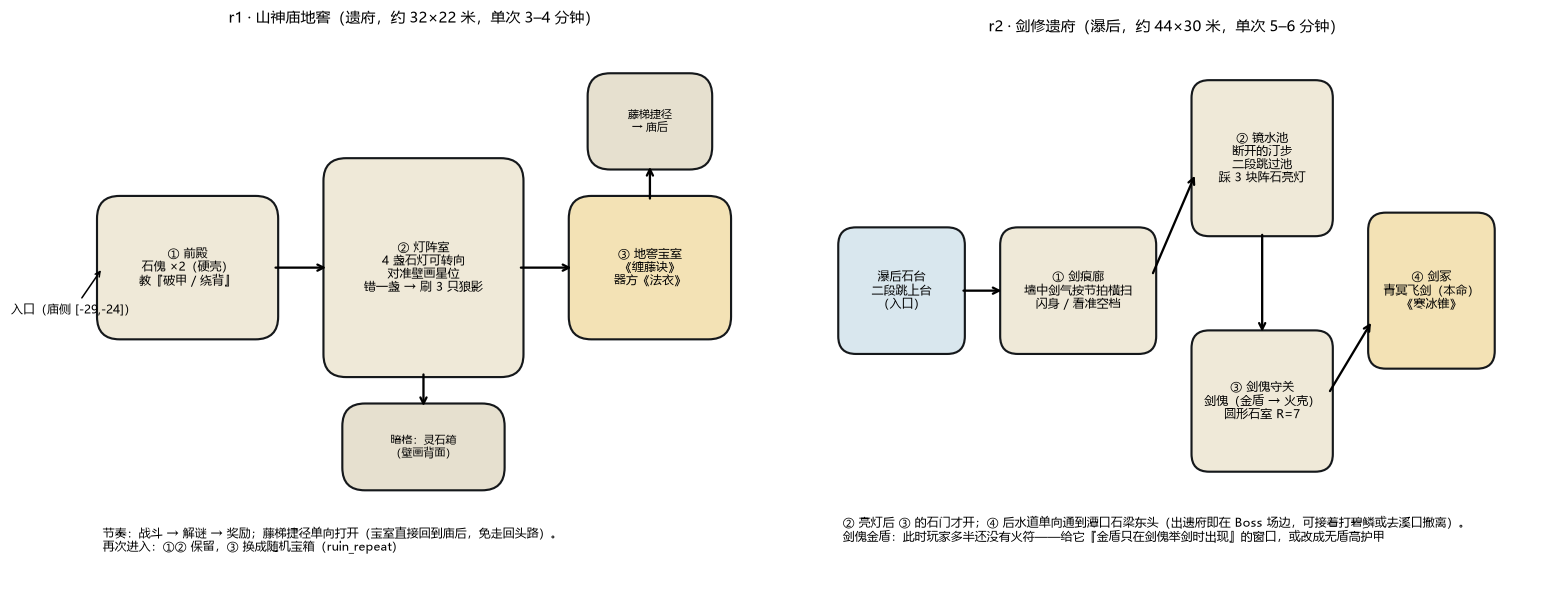 r1 · 山神庙地窖（遗府，约 32×22 米，单次 3–4 分钟）
藤梯捷径
→ 庙后
① 前殿
石傀 ×2（硬壳）
教『破甲 / 绕背』
入口（庙侧 [-29,-24]）
② 灯阵室
4 盏石灯可转向
对准壁画星位
错一盏 → 刷 3 只狼影
③ 地窖宝室
《缠藤诀》
器方《法衣》
暗格：灵石箱
（壁画背面）
节奏：战斗 → 解谜 → 奖励；藤梯捷径单向打开（宝室直接回到庙后，免走回头路）。
再次进入：①② 保留，③ 换成随机宝箱（ruin_repeat）
r2 · 剑修遗府（瀑后，约 44×30 米，单次 5–6 分钟）
瀑后石台
二段跳上台
（入口）
① 剑痕廊
墙中剑气按节拍横扫
闪身 / 看准空档
② 镜水池
断开的汀步
二段跳过池
踩 3 块阵石亮灯
③ 剑傀守关
剑傀（金盾 → 火克）
圆形石室 R=7
④ 剑冢
青冥飞剑（本命）
《寒冰锥》
② 亮灯后 ③ 的石门才开；④ 后水道单向通到潭口石梁东头（出遗府即在 Boss 场边，可接着打碧鳞或去溪口撤离）。
剑傀金盾：此时玩家多半还没有火符——给它『金盾只在剑傀举剑时出现』的窗口，或改成无盾高护甲